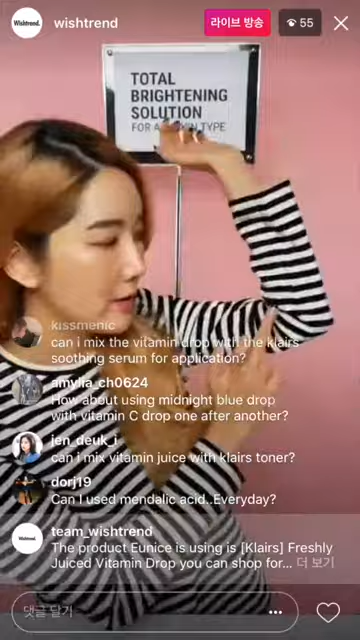 Wishtrend.
wishtrend
라이브 방송
55
TOTAL
BRIGHTENING
SOLUTION
FOR TYPE
kissmenic
can i mix the vitamin drop with the klairs
soothing serum for application?
amylia_ch0624
How about using midnight blue drop
with vitamin C drop one after another?
jen_deuk_i
can i mix vitamin juice with klairs toner?
dorj19
Can I used mendalic acid..Everyday?
Wishtrend.
team_wishtrend
The product Eunice is using is [Klairs] Freshly
Juiced Vitamin Drop you can shop for... 더 보기
댓글 달기